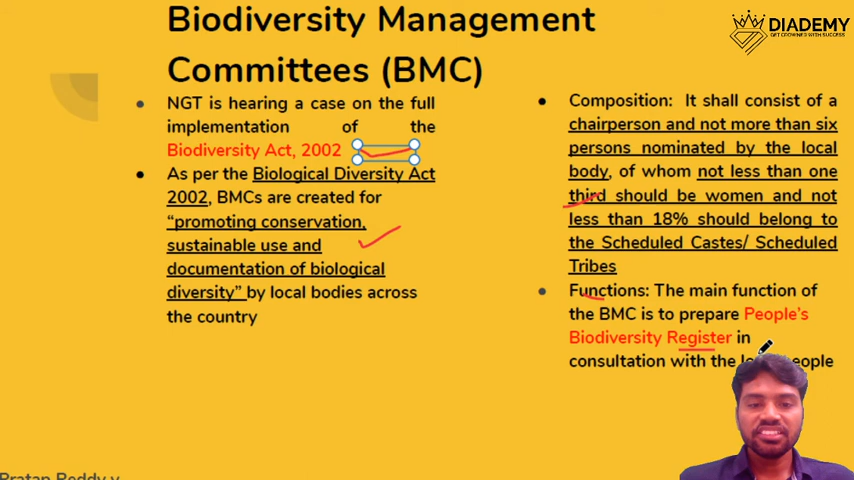 Biodiversity Management
Committees (BMC)
DIADEMY
GET CROWNED WITH SUCCESS
• NGT is hearing a case on the full
implementation of the
Biodiversity Act, 2002
• As per the Biological Diversity Act
2002, BMCs are created for
“promoting conservation,
sustainable use and
documentation of biological
diversity” by local bodies across
the country
• Composition: It shall consist of a
chairperson and not more than six
persons nominated by the local
body, of whom not less than one
third should be women and not
less than 18% should belong to
the Scheduled Castes/ Scheduled
Tribes
• Functions: The main function of
the BMC is to prepare People’s
Biodiversity Register in
consultation with the people
Pratap Reddy y